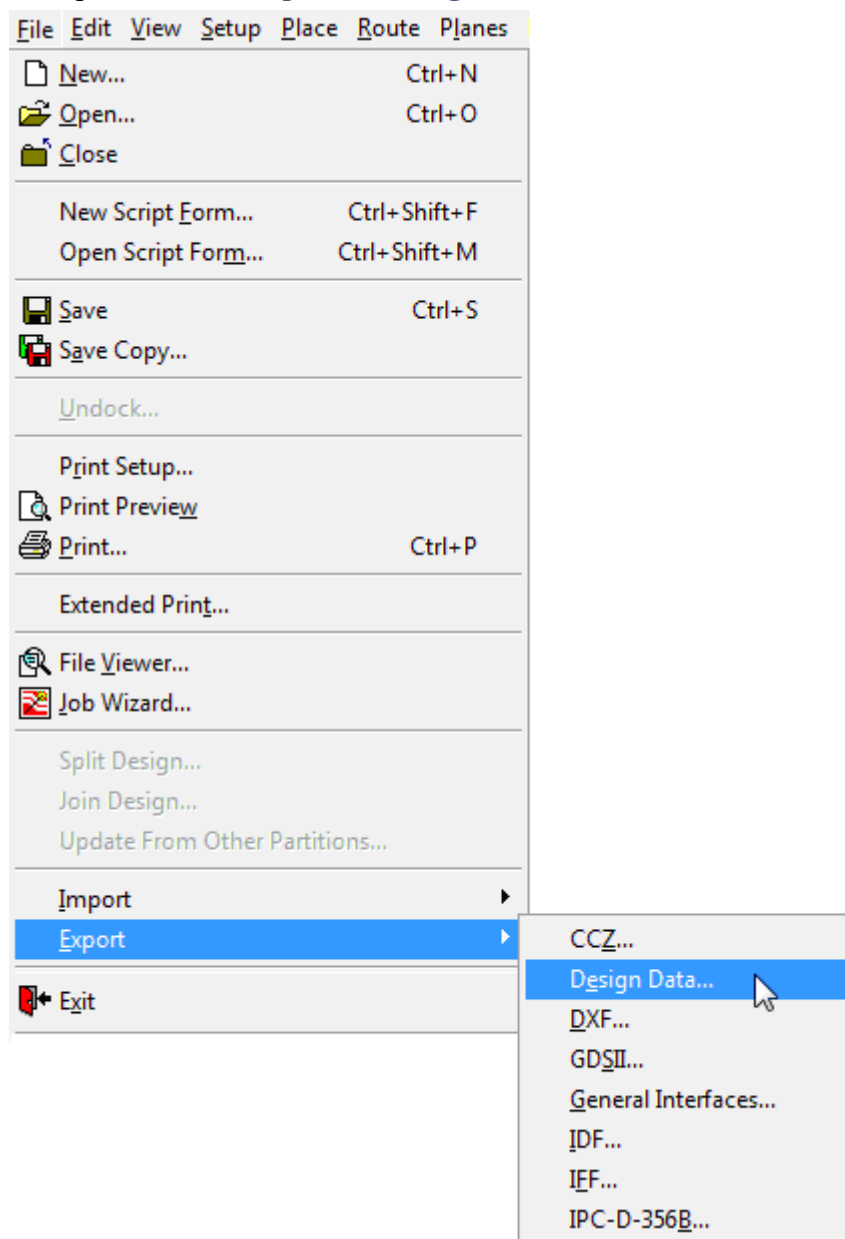 File Edit View Setup Place Route Planes
New... Ctrl+N
Open... Ctrl+O
Close
New Script Form... Ctrl+Shift+F
Open Script Form... Ctrl+Shift+M
Save Ctrl+S
Save Copy...
Undock...
Print Setup...
Print Preview
Print... Ctrl+P
Extended Print...
File Viewer...
Job Wizard...
Split Design...
Join Design...
Update From Other Partitions...
Import
Export
Exit
CCZ...
Design Data...
DXF...
GDSII...
General Interfaces...
IDF...
IFF...
IPC-D-356B...